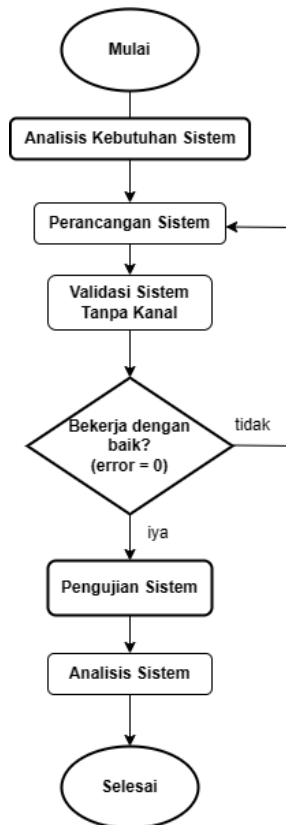 Mulai
Analisis Kebutuhan Sistem
Perancangan Sistem
Validasi Sistem
Tanpa Kanal
Bekerja dengan
baik?
(error = 0)
tidak
iya
Pengujian Sistem
Analisis Sistem
Selesai